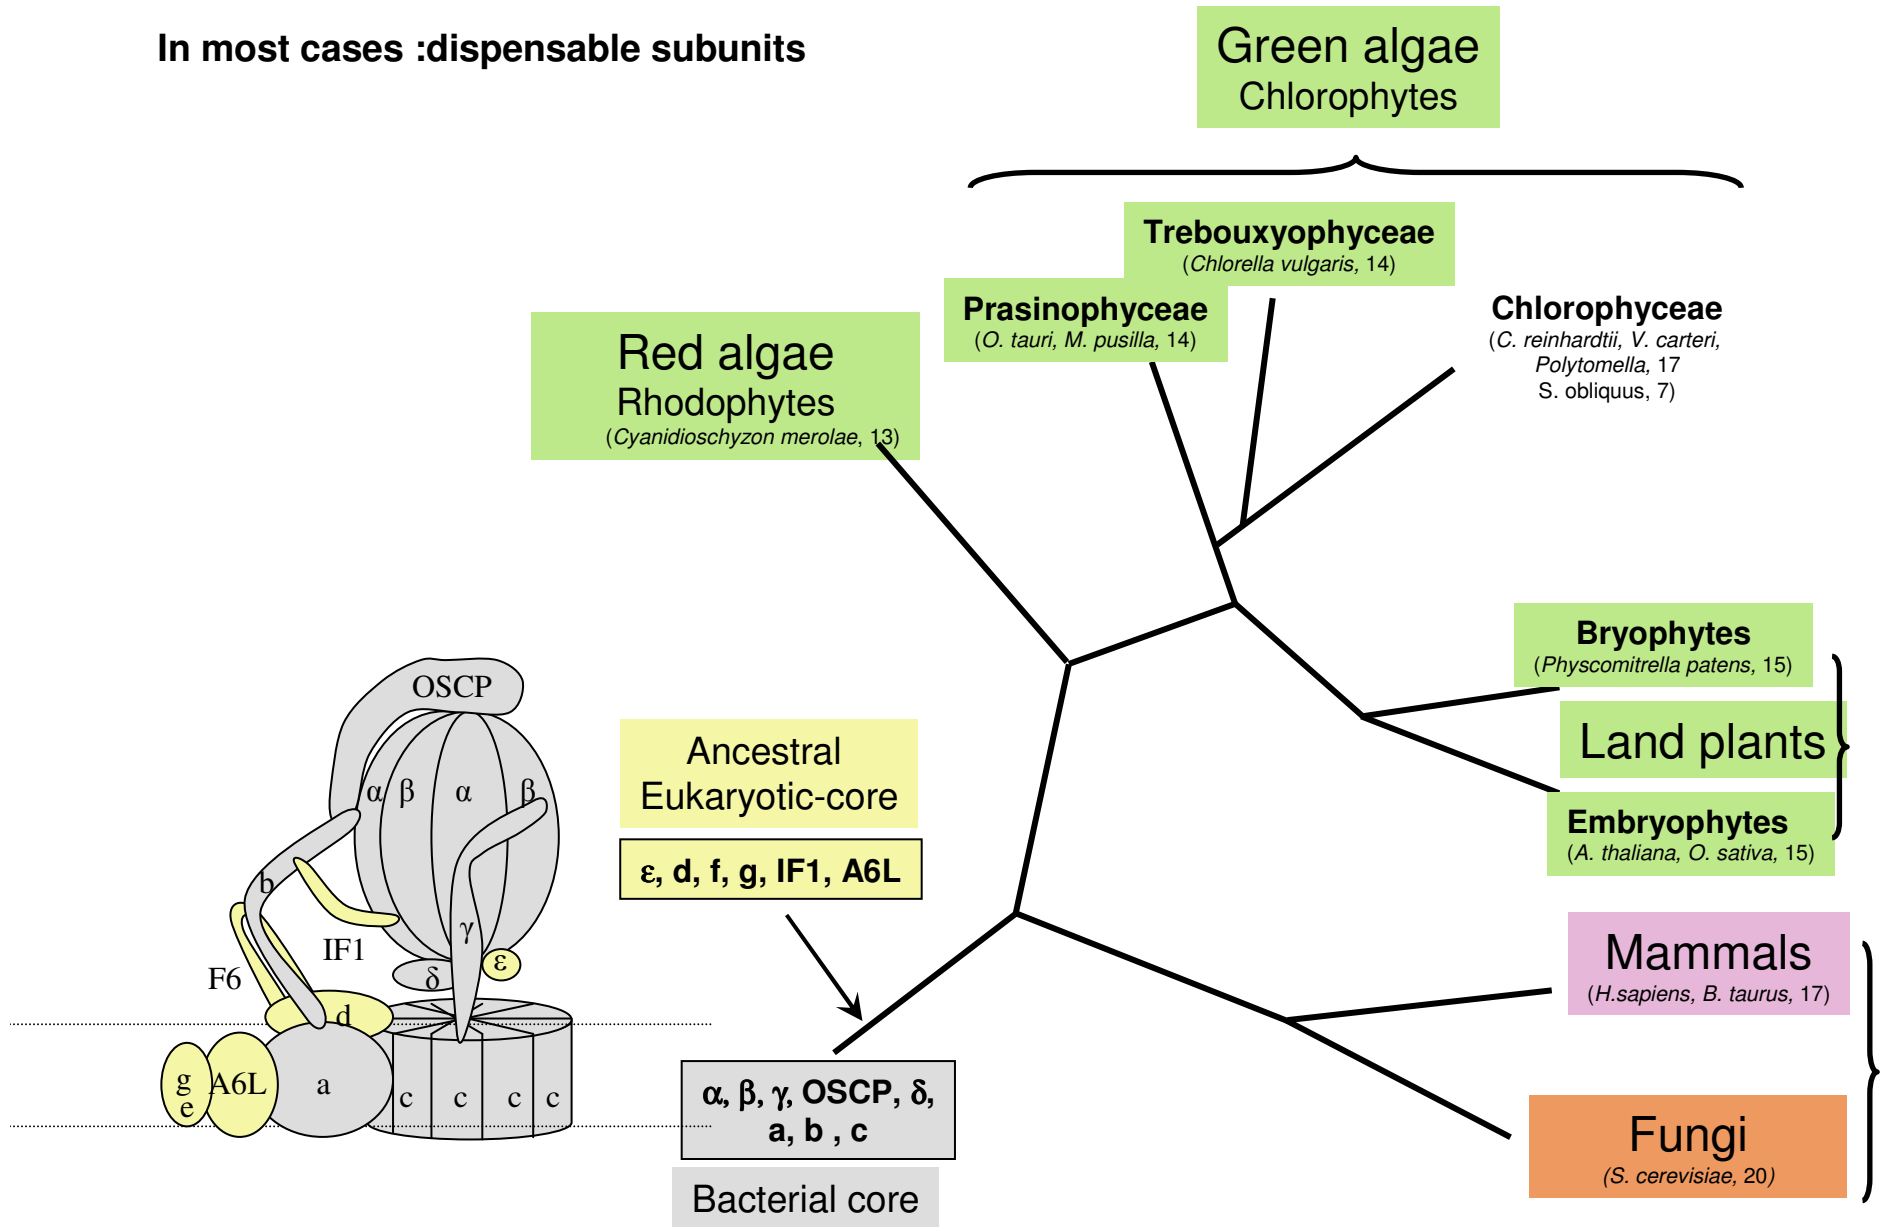 In most cases :dispensable subunits
Green algae
Chlorophytes
Trebouxyophyceae
(Chlorella vulgaris, 14)
Prasinophyceae
(O. tauri, M. pusilla, 14)
Chlorophyceae
(C. reinhardtii, V. carteri,
Polytomella, 17
S. obliquus, 7)
Red algae
Rhodophytes
(Cyanidioschyzon merolae, 13)
Bryophytes
(Physcomitrella patens, 15)
Land plants
Embryophytes
(A. thaliana, O. sativa, 15)
Mammals
(H.sapiens, B. taurus, 17)
Fungi
(S. cerevisiae, 20)
Ancestral
Eukaryotic-core
ε, d, f, g, IF1, A6L
α, β, γ, OSCP, δ,
a, b , c
Bacterial core
OSCP
α β α β
b
γ
IF1
F6
δ
ε
d
g
e
A6L
a
c c c c